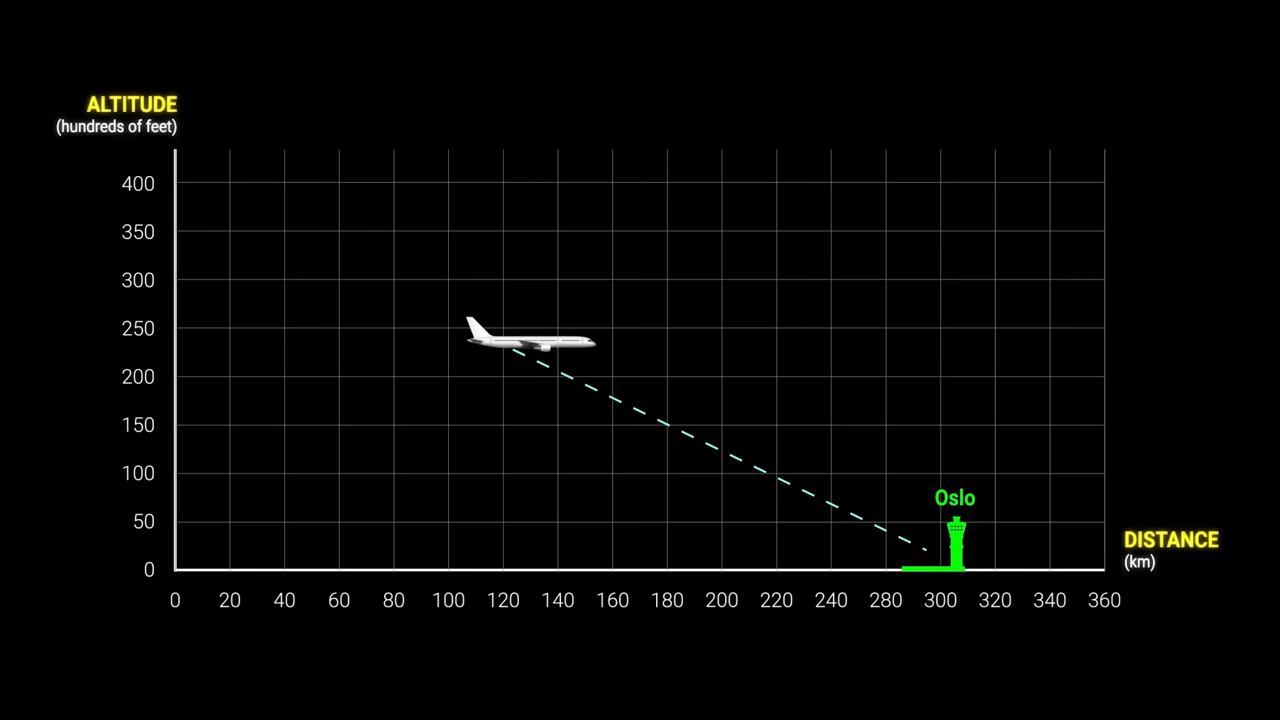 ALTITUDE
(hundreds of feet)
400
350
300
250
200
150
100
50
0
Oslo
DISTANCE
(km)
0 20 40 60 80 100 120 140 160 180 200 220 240 260 280 300 320 340 360